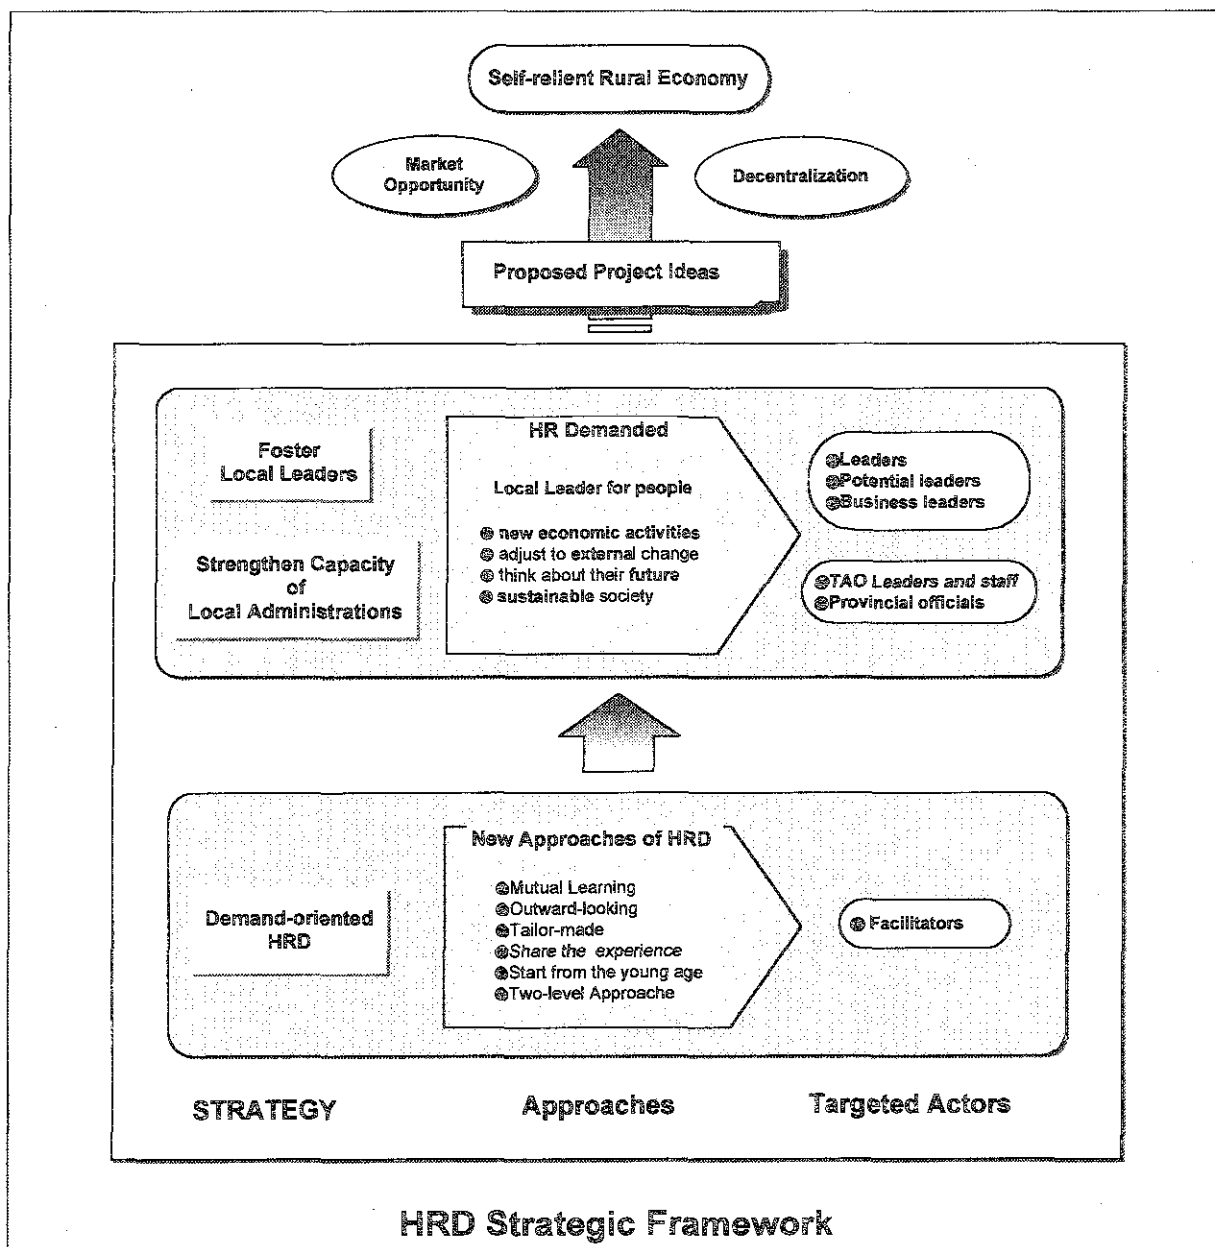 Self-relient Rural Economy
Market
Opportunity
Decentralization
Proposed Project Ideas
Foster
Local Leaders
Strengthen Capacity
of
Local Administrations
HR Demanded
Local Leader for people
new economic activities
adjust to external change
think about their future
sustainable society
Leaders
Potential leaders
Business leaders
TAO Leaders and staff
Provincial officials
Demand-oriented
HRD
New Approaches of HRD
Mutual Learning
Outward-looking
Tailor-made
Share the experience
Start from the young age
Two-level Approache
Facilitators
STRATEGY
Approaches
Targeted Actors
HRD Strategic Framework